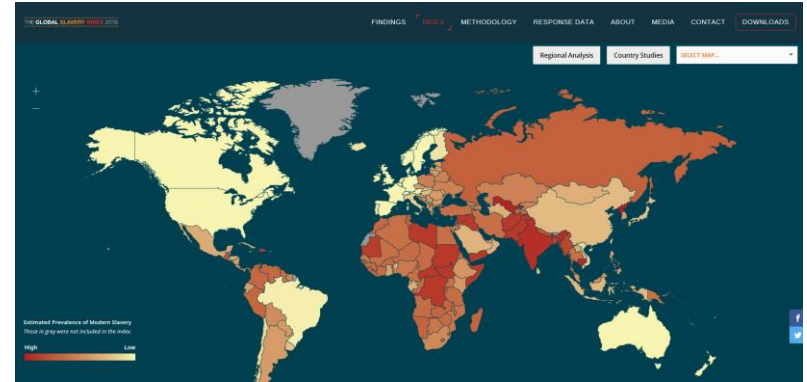 THE GLOBAL SLAVERY INDEX 2016
FINDINGS INDEX METHODOLOGY RESPONSE DATA ABOUT MEDIA CONTACT DOWNLOADS
Regional Analysis Country Studies SELECT MAP...
+
–
Estimated Prevalence of Modern Slavery
Those in grey were not included in the Index.
High Low